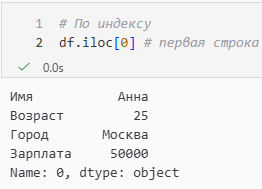 1 # По индексу
2 df.iloc[0] # первая строка
0.0s
Имя Анна
Возраст 25
Город Москва
Зарплата 50000
Name: 0, dtype: object